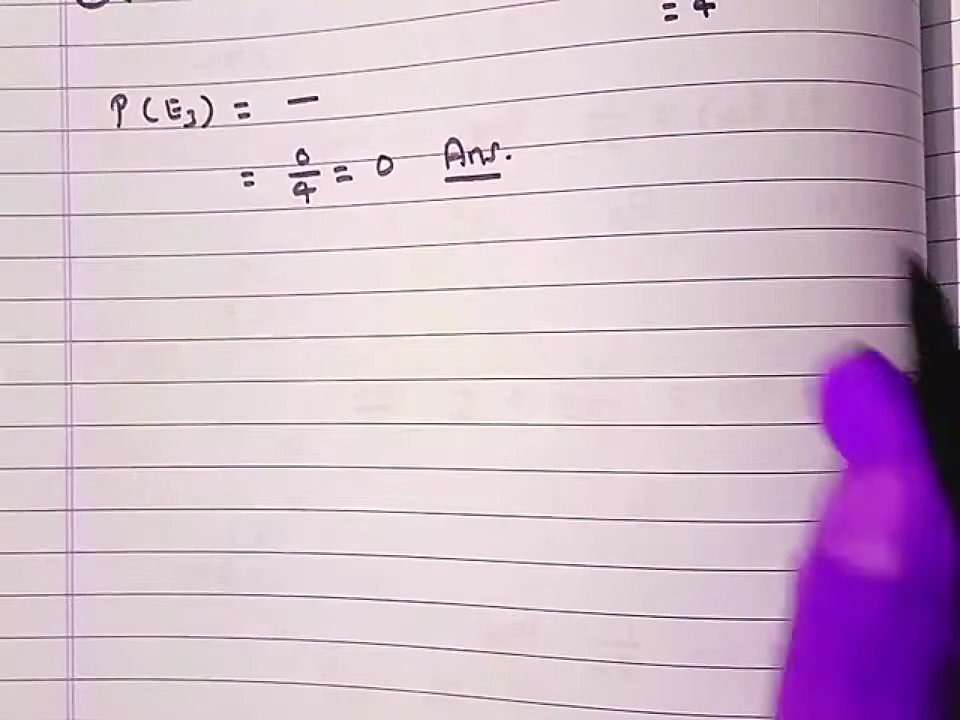 = 4
P(E3) = —
= 0/4 = 0 Ans.